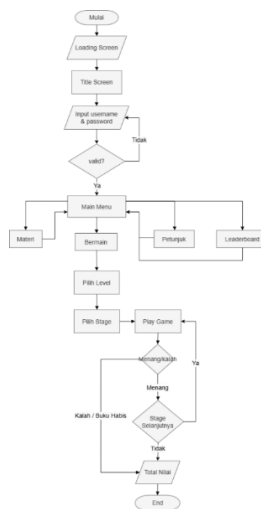 Mulai
Loading Screen
Title Screen
Input username
& password
Tidak
valid?
Ya
Main Menu
Materi
Bermain
Petunjuk
Leaderboard
Pilih Level
Pilih Stage
Play Game
Menang/kalah
Ya
Menang
Kalah / Buku Habis
Stage
Selanjutnya
Tidak
Total Nilai
End